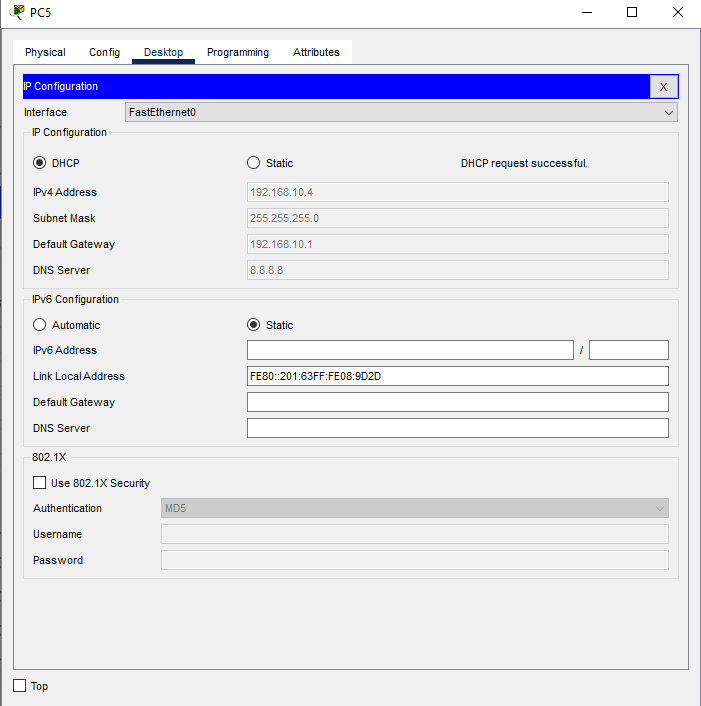 PC5
Physical Config Desktop Programming Attributes
IP Configuration X
Interface FastEthernet0
IP Configuration
DHCP Static DHCP request successful.
IPv4 Address 192.168.10.4
Subnet Mask 255.255.255.0
Default Gateway 192.168.10.1
DNS Server 8.8.8.8
IPv6 Configuration
Automatic Static
IPv6 Address /
Link Local Address FE80::201:63FF:FE08:9D2D
Default Gateway
DNS Server
802.1X
Use 802.1X Security
Authentication MD5
Username
Password
Top